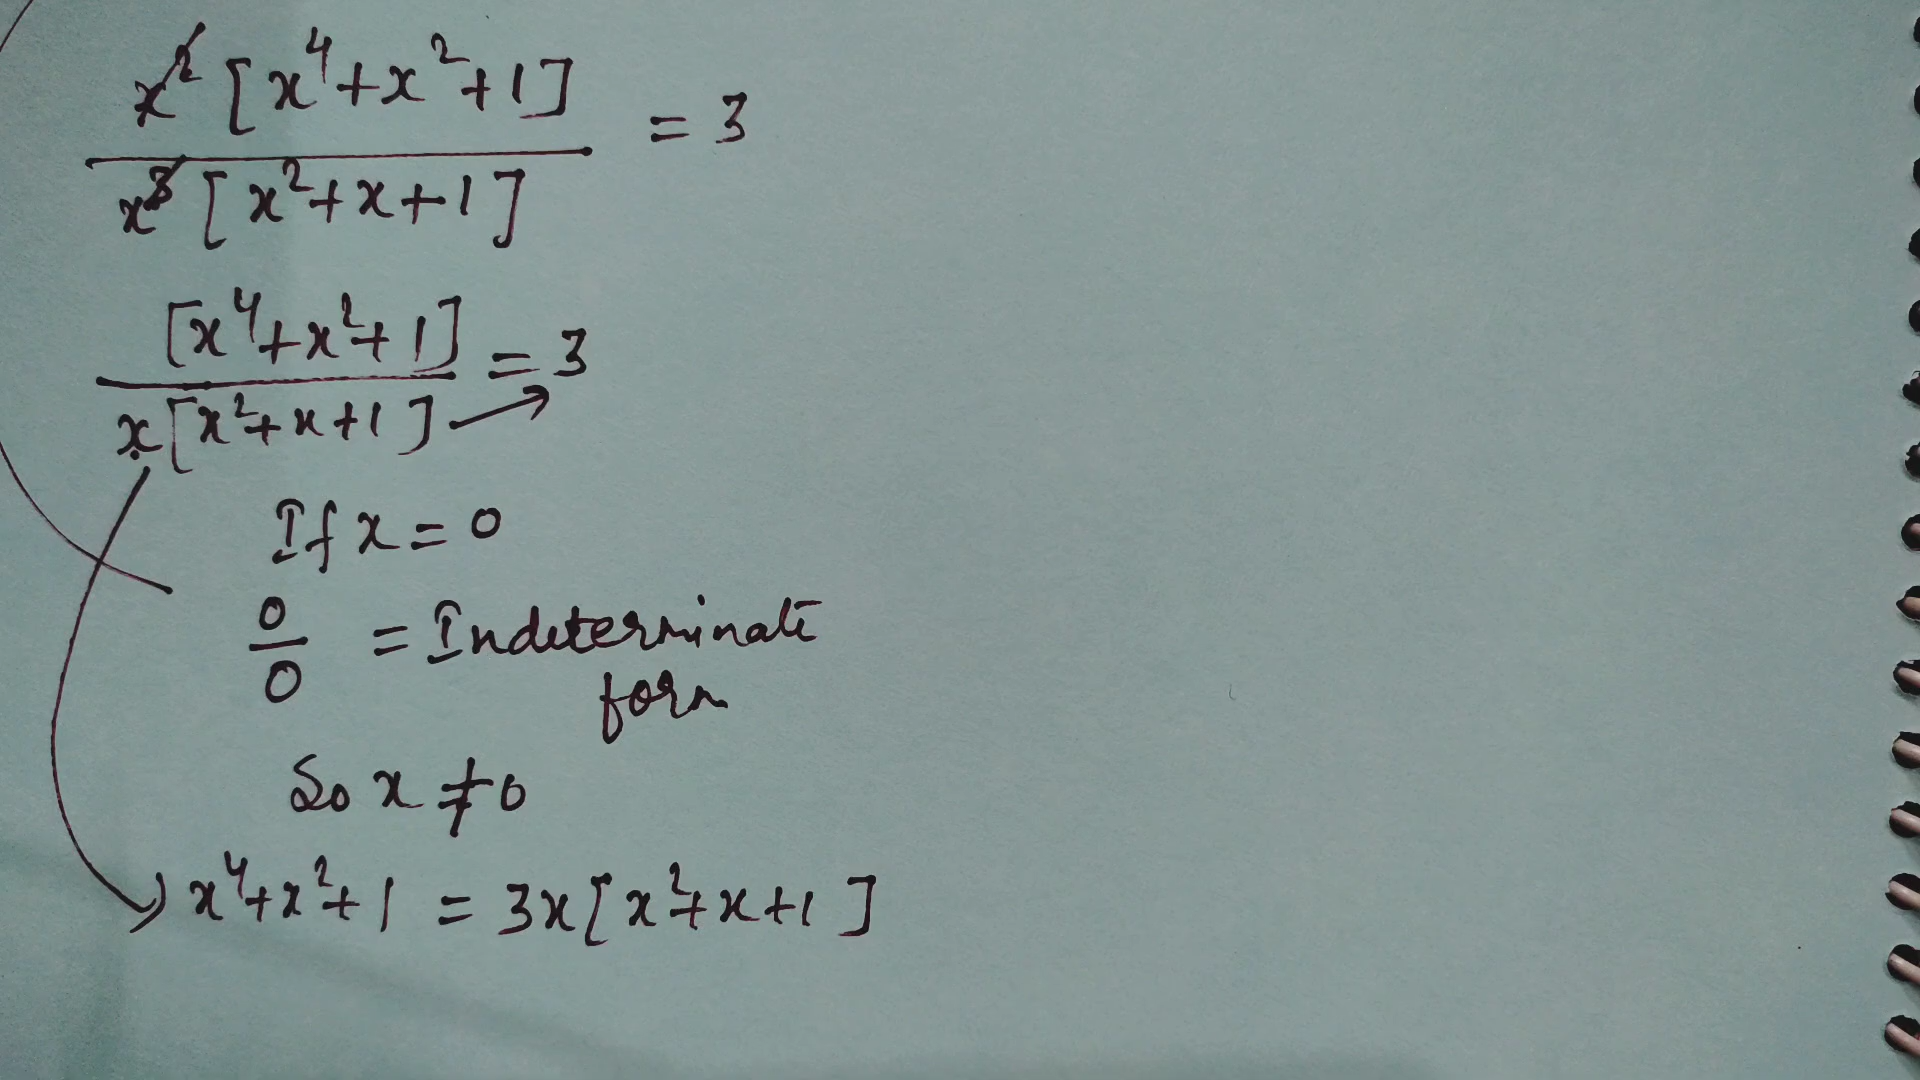 x² [x⁴+x²+1]
= 3
x³ [x²+x+1]
[x⁴+x²+1]
= 3
x[x²+x+1]
If x = 0
0
= Indeterminate
0
form
So x ≠ 0
x⁴+x²+1 = 3x[x²+x+1]